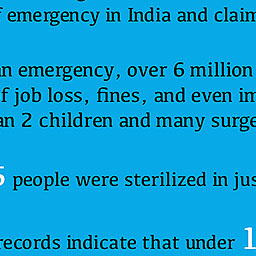 emergency in India and claim
an emergency, over 6 million
f job loss, fines, and even im
an 2 children and many surge
people were sterilized in jus
records indicate that under 1